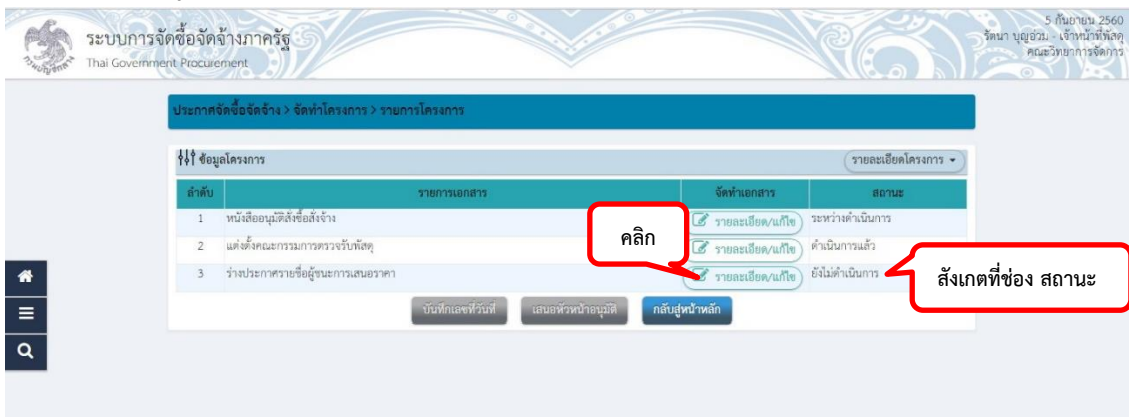 5 กันยายน 2560
ระบบการจัดซื้อจัดจ้างภาครัฐ
รัตนา บุญอ่วม - เจ้าหน้าที่พัสดุ
Thai Government Procurement
คณะวิทยาการจัดการ
กรมบัญชีกลาง
ประกาศจัดซื้อจัดจ้าง > จัดทำโครงการ > รายการโครงการ
ข้อมูลโครงการ
รายละเอียดโครงการ
ลำดับ รายการเอกสาร จัดทำเอกสาร สถานะ
1 หนังสืออนุมัติสั่งซื้อสั่งจ้าง รายละเอียด/แก้ไข ระหว่างดำเนินการ
2 แต่งตั้งคณะกรรมการตรวจรับพัสดุ รายละเอียด/แก้ไข ดำเนินการแล้ว
3 ร่างประกาศรายชื่อผู้ชนะการเสนอราคา รายละเอียด/แก้ไข ยังไม่ดำเนินการ
คลิก
สังเกตที่ช่อง สถานะ
บันทึกเลขที่วันที่ เสนอหัวหน้าอนุมัติ กลับสู่หน้าหลัก